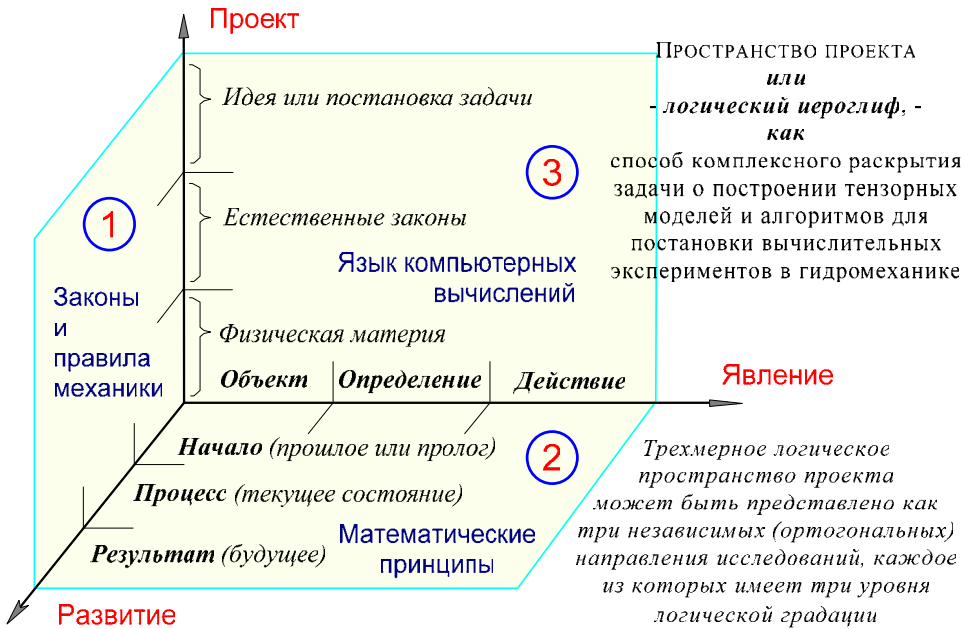 Проект
ПРОСТРАНСТВО ПРОЕКТА
или
- логический иероглиф, -
как
способ комплексного раскрытия
задачи о построении тензорных
моделей и алгоритмов для
постановки вычислительных
экспериментов в гидромеханике
Идея или постановка задачи
3
1
Естественные законы
Язык компьютерных
вычислений
Законы
и
правила
механики
Физическая материя
Объект
Определение
Действие
Явление
Начало (прошлое или пролог)
2
Процесс (текущее состояние)
Результат (будущее)
Математические
принципы
Развитие
Трехмерное логическое
пространство проекта
может быть представлено как
три независимых (ортогональных)
направления исследований, каждое
из которых имеет три уровня
логической градации